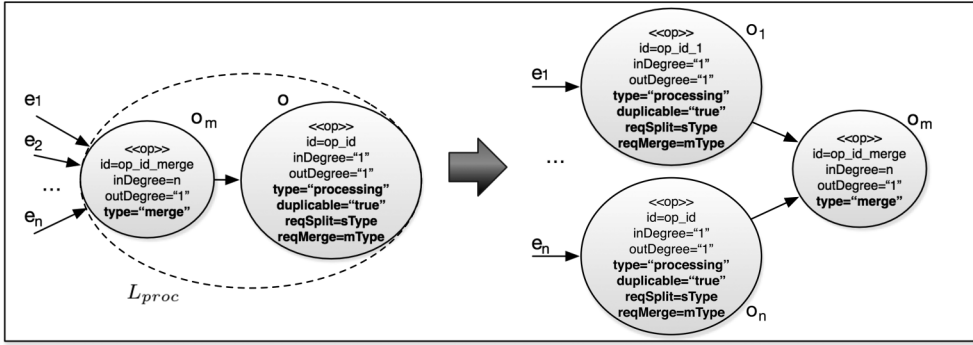 e1
e2
...
en
om
<<op>>
id=op_id_merge
inDegree=n
outDegree="1"
type="merge"
o
<<op>>
id=op_id
inDegree="1"
outDegree="1"
type="processing"
duplicable="true"
reqSplit=sType
reqMerge=mType
Lproc
e1
...
en
o1
<<op>>
id=op_id_1
inDegree="1"
outDegree="1"
type="processing"
duplicable="true"
reqSplit=sType
reqMerge=mType
<<op>>
id=op_id
inDegree="1"
outDegree="1"
type="processing"
duplicable="true"
reqSplit=sType
reqMerge=mType
on
om
<<op>>
id=op_id_merge
inDegree=n
outDegree="1"
type="merge"